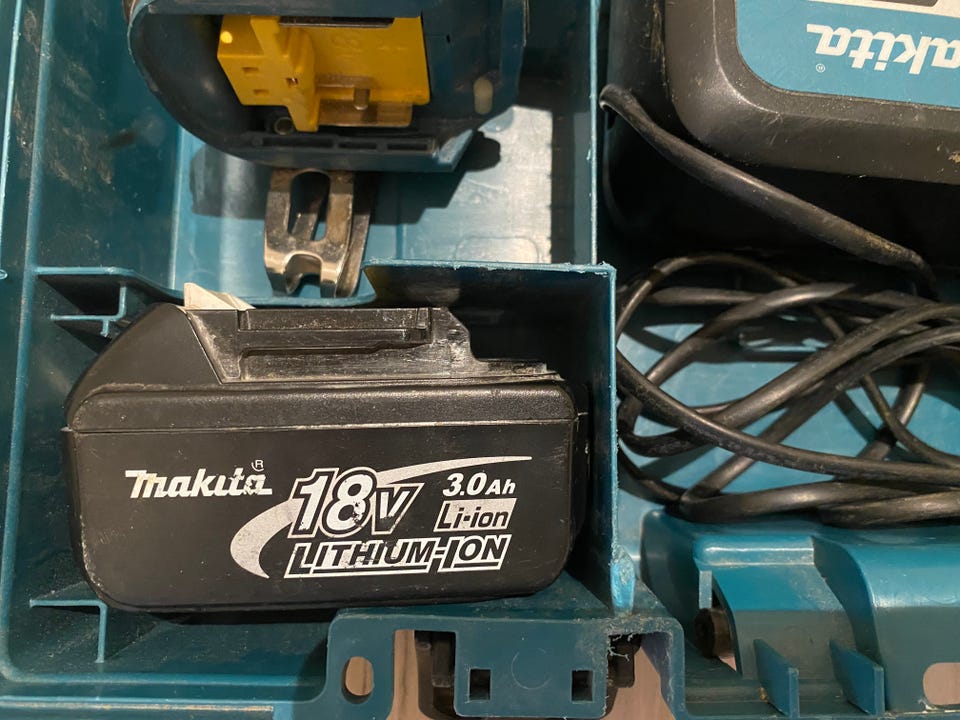 makita®
makita®
18V
3.0Ah
Li-ion
LITHIUM-ION